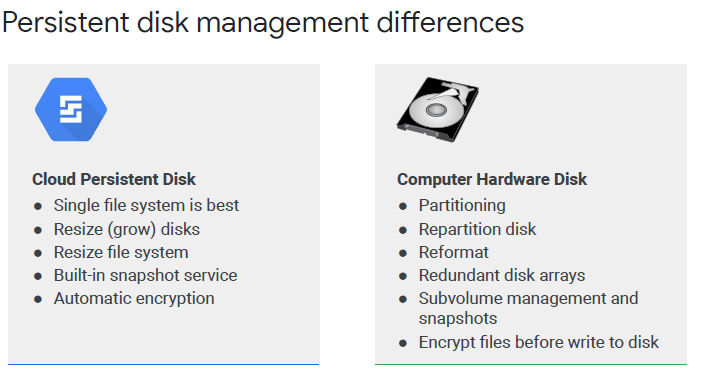 Persistent disk management differences
Cloud Persistent Disk
● Single file system is best
● Resize (grow) disks
● Resize file system
● Built-in snapshot service
● Automatic encryption
Computer Hardware Disk
● Partitioning
● Repartition disk
● Reformat
● Redundant disk arrays
● Subvolume management and
snapshots
● Encrypt files before write to disk